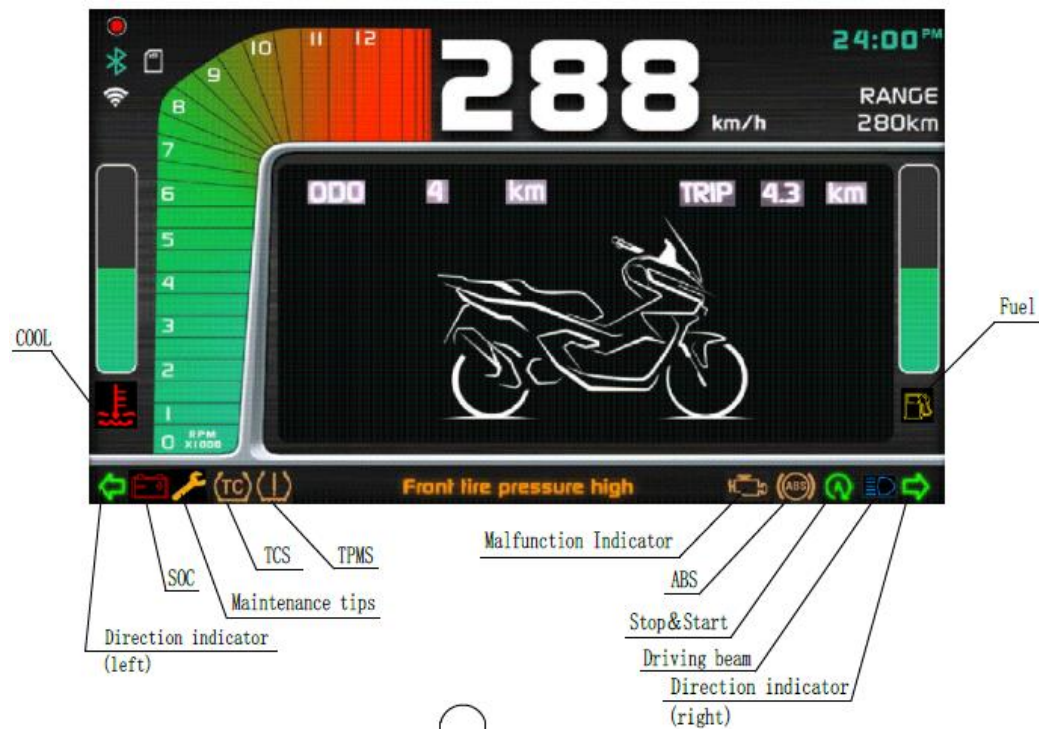 10 11 12
9
8
7
6
5
4
3
2
1
0 RPM X1000
288 km/h
24:00 PM
RANGE
280km
ODO 4 km TRIP 4.3 km
COOL
Fuel
TC
Front tire pressure high
ABS
A
SOC
TCS
TPMS
Maintenance tips
Direction indicator
(left)
Malfunction Indicator
ABS
Stop&Start
Driving beam
Direction indicator
(right)